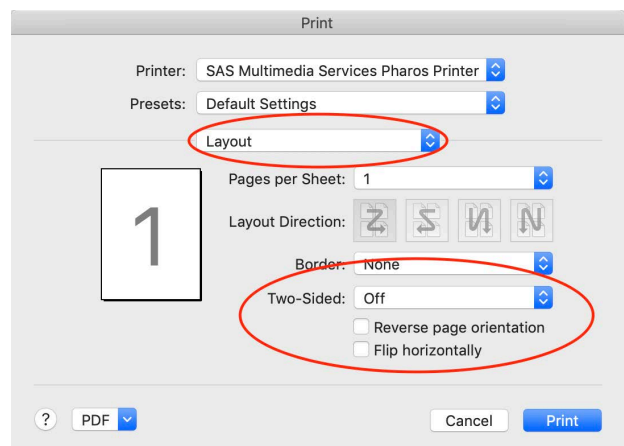 Print
Printer: SAS Multimedia Services Pharos Printer
Presets: Default Settings
Layout
Pages per Sheet: 1
1
Layout Direction:
Border: None
Two-Sided: Off
Reverse page orientation
Flip horizontally
? PDF Cancel Print